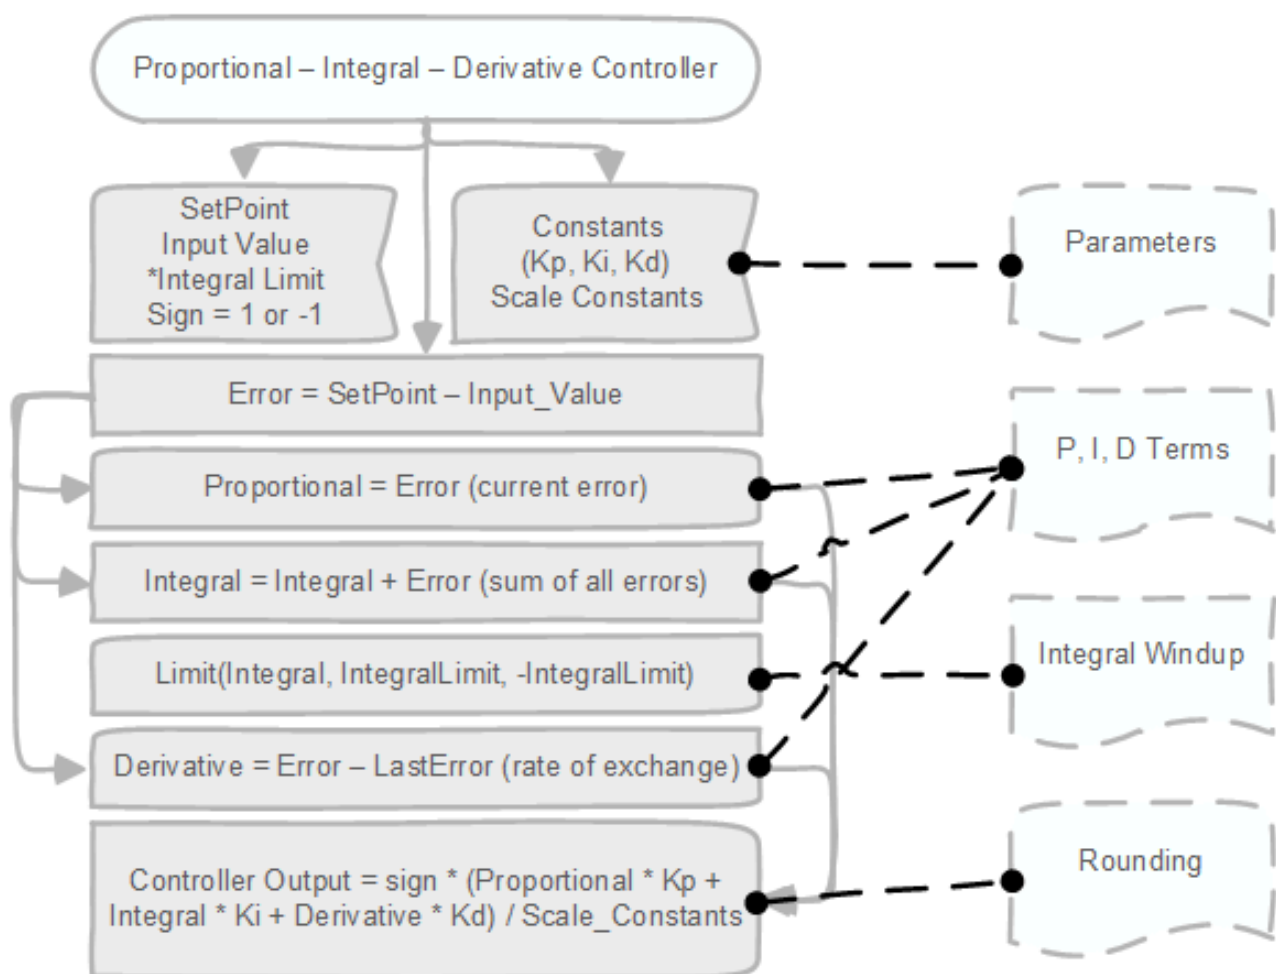 Proportional – Integral – Derivative Controller
SetPoint
Input Value
*Integral Limit
Sign = 1 or -1
Constants
(Kp, Ki, Kd)
Scale Constants
Parameters
Error = SetPoint – Input_Value
P, I, D Terms
Proportional = Error (current error)
Integral = Integral + Error (sum of all errors)
Limit(Integral, IntegralLimit, -IntegralLimit)
Integral Windup
Derivative = Error – LastError (rate of exchange)
Controller Output = sign * (Proportional * Kp +
Integral * Ki + Derivative * Kd) / Scale_Constants
Rounding